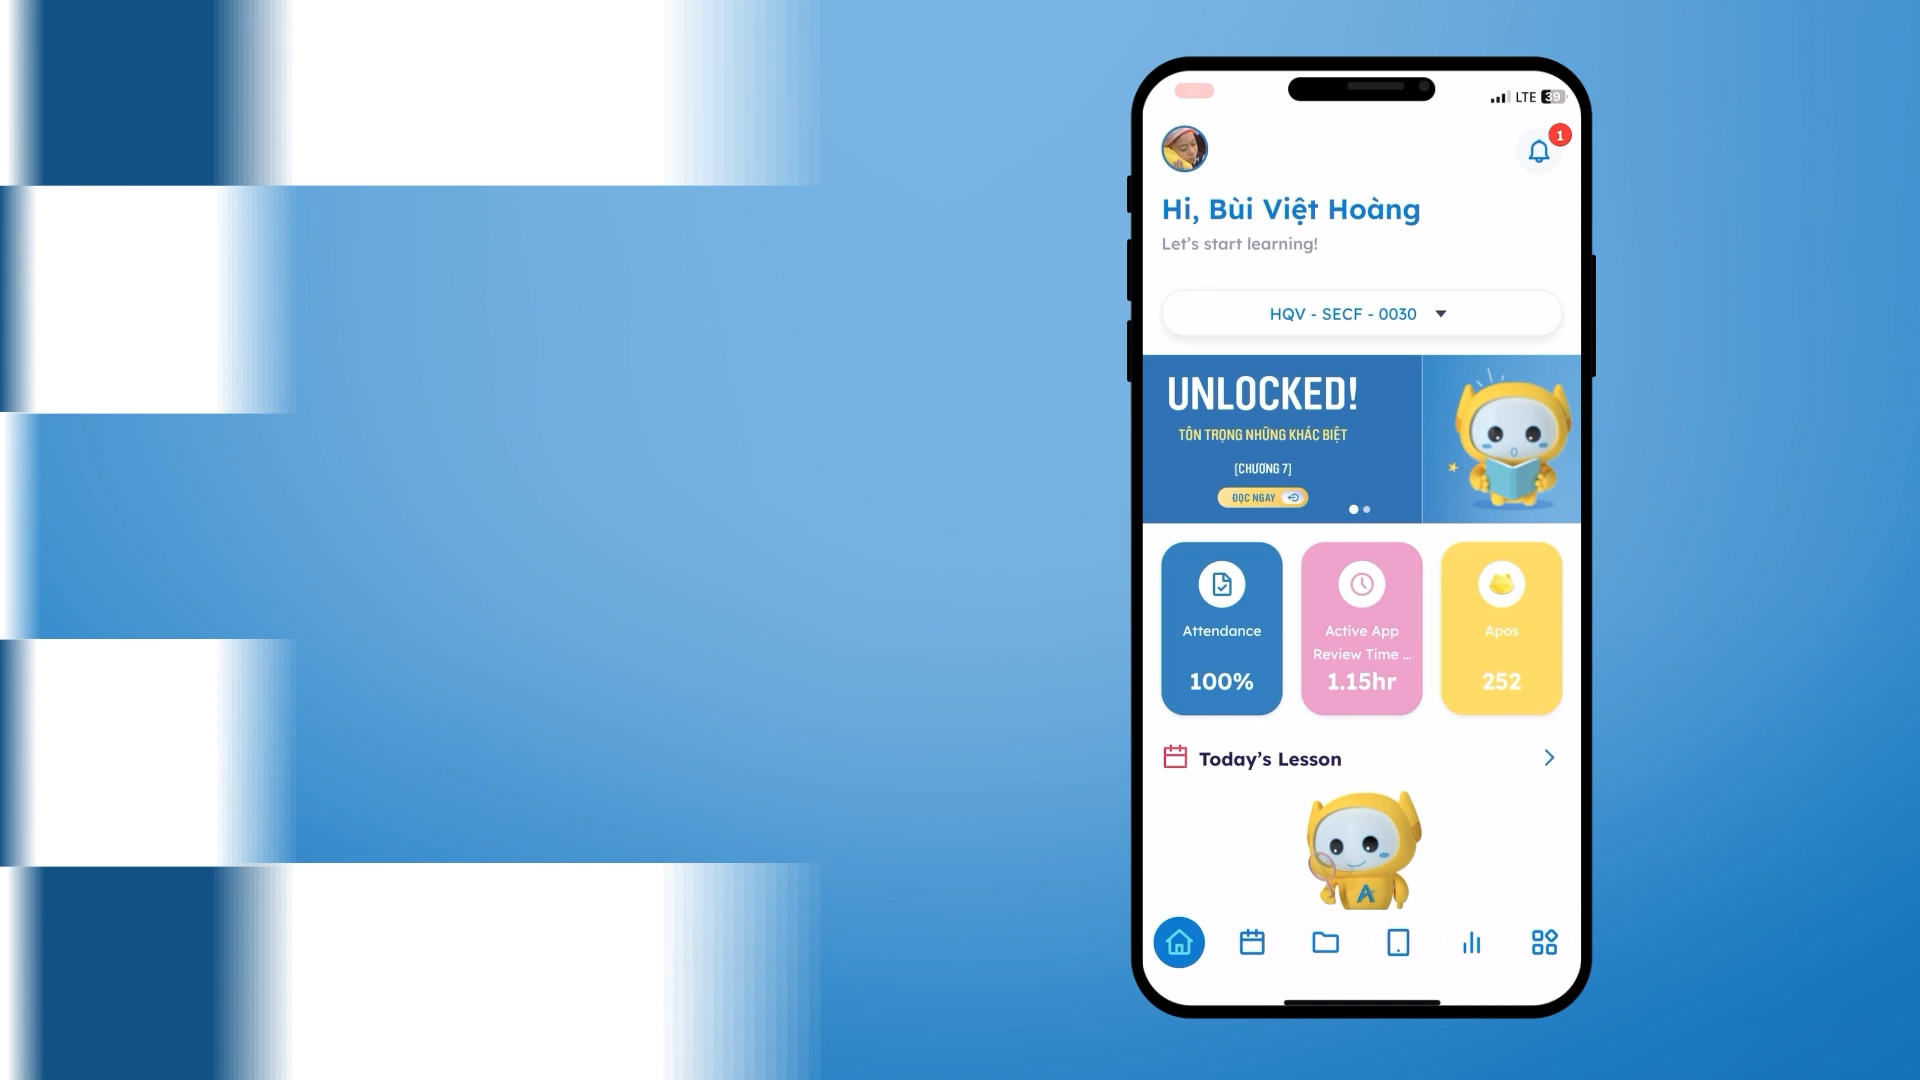 LTE 39
1
Hi, Bùi Việt Hoàng
Let's start learning!
HQV - SECF - 0030
UNLOCKED!
TÔN TRỌNG NHỮNG KHÁC BIỆT
[CHƯƠNG 7]
ĐỌC NGAY
Attendance
100%
Active App
Review Time ...
1.15hr
Apos
252
Today's Lesson
A